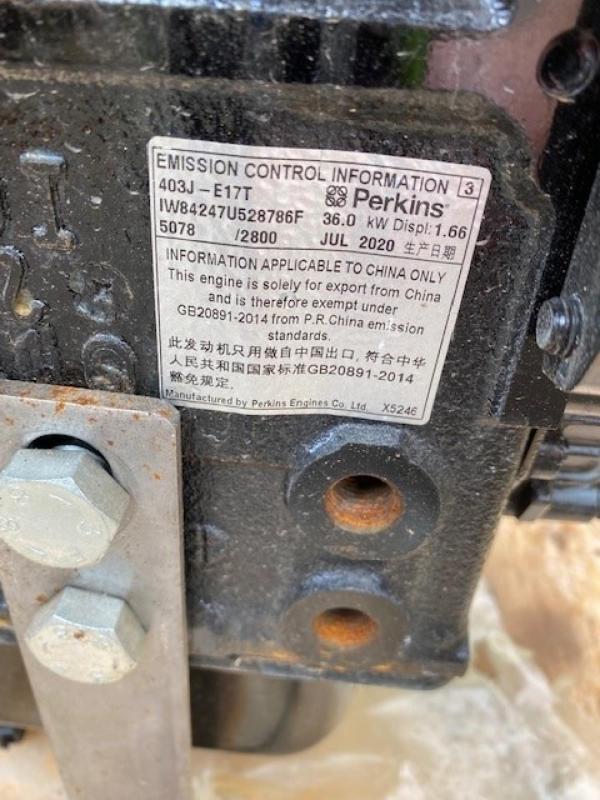 EMISSION CONTROL INFORMATION 3
403J-E17T Perkins
IW84247U528786F 36.0 kW Displ:1.66
5078 /2800 JUL 2020 生产日期
INFORMATION APPLICABLE TO CHINA ONLY
This engine is solely for export from China
and is therefore exempt under
GB20891-2014 from P.R.China emission
standards.
此发动机只用做自中国出口, 符合中华
人民共和国国家标准GB20891-2014
豁免规定.
Manufactured by Perkins Engines Co. Ltd. X5246